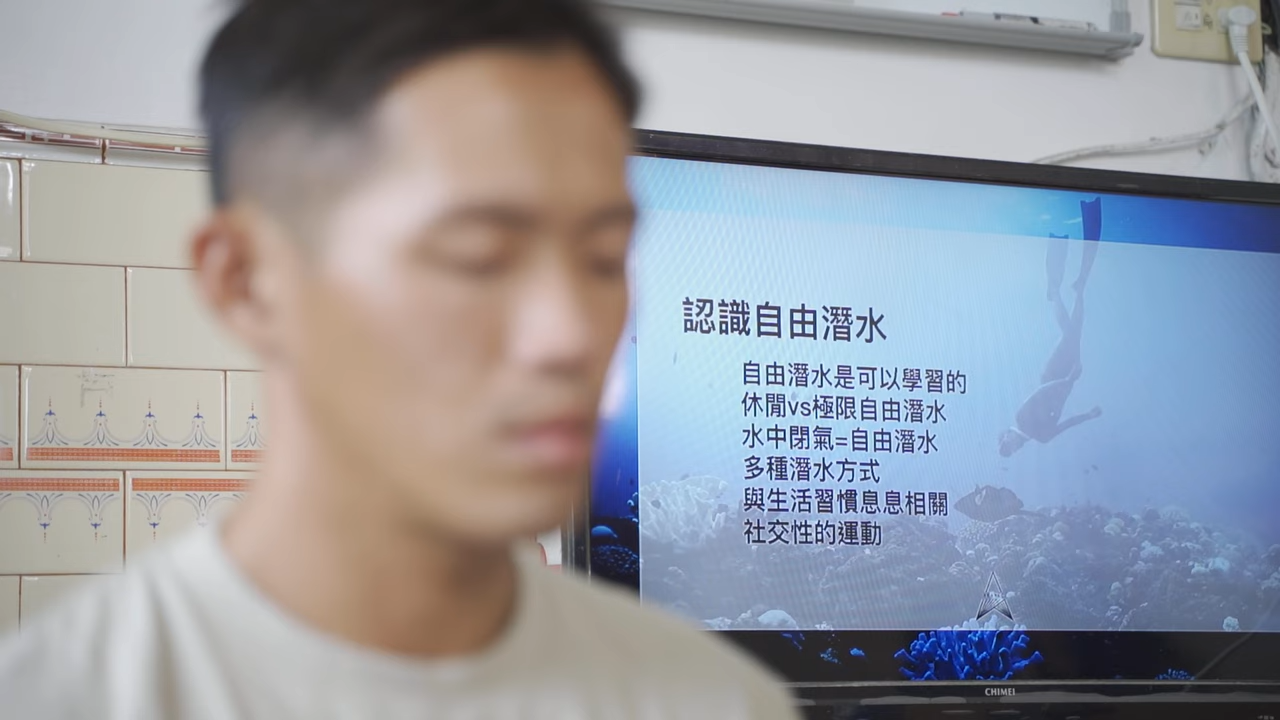 認識自由潛水
自由潛水是可以學習的
休閒vs極限自由潛水
水中閉氣=自由潛水
多種潛水方式
與生活習慣息息相關
社交性的運動
CHIMEI